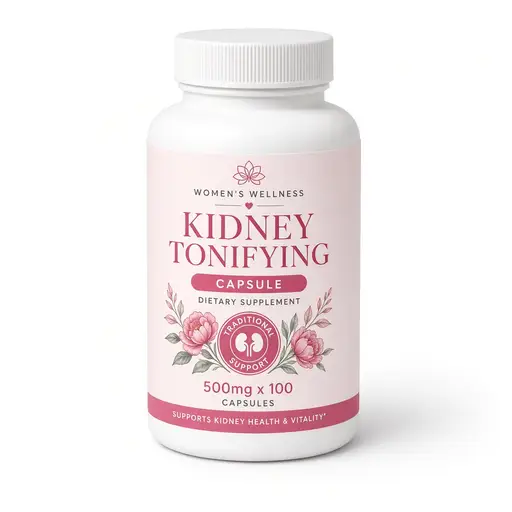 WOMEN'S WELLNESS
KIDNEY
TONIFYING
CAPSULE
DIETARY SUPPLEMENT
TRADITIONAL
SUPPORT
500mg x 100
CAPSULES
SUPPORTS KIDNEY HEALTH & VITALITY*